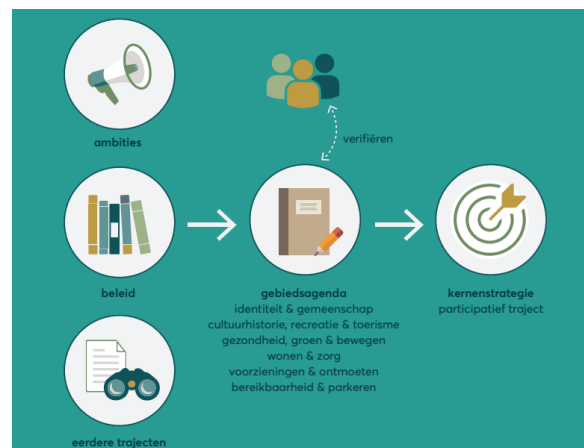 ambities
verifiëren
beleid
gebiedsagenda
identiteit & gemeenschap
cultuurhistorie, recreatie & toerisme
gezondheid, groen & bewegen
wonen & zorg
voorzieningen & ontmoeten
bereikbaarheid & parkeren
kernenstrategie
participatief traject
eerdere trajecten